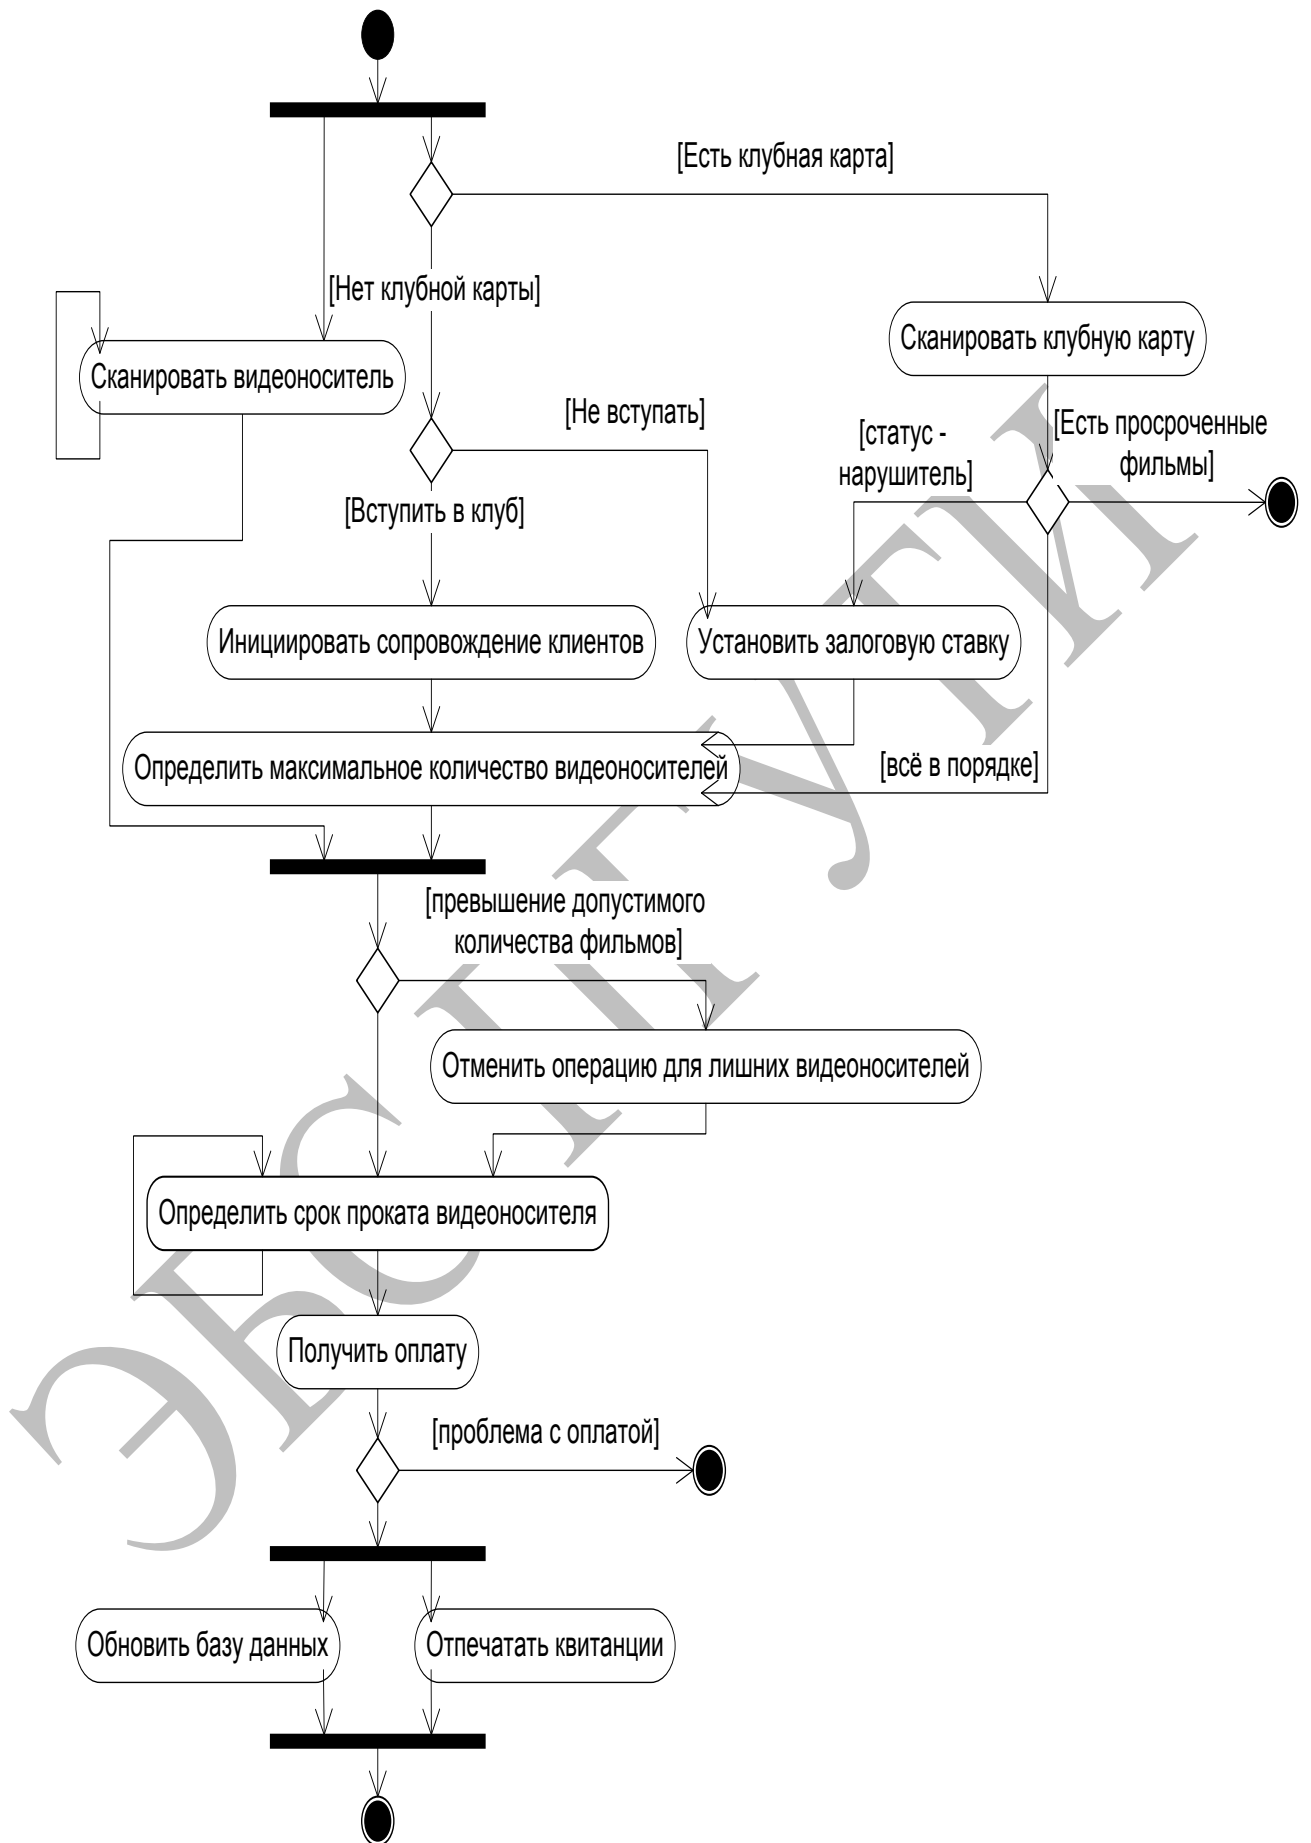 [Есть клубная карта]
[Нет клубной карты]
Сканировать клубную карту
Сканировать видеоноситель
[Не вступать]
[статус -
нарушитель]
[Есть просроченные
фильмы]
[Вступить в клуб]
Инициировать сопровождение клиентов
Установить залоговую ставку
Определить максимальное количество видеоносителей
[всё в порядке]
[превышение допустимого
количества фильмов]
Отменить операцию для лишних видеоносителей
Определить срок проката видеоносителя
Получить оплату
[проблема с оплатой]
Обновить базу данных
Отпечатать квитанции
ЭБС ПГУТИ